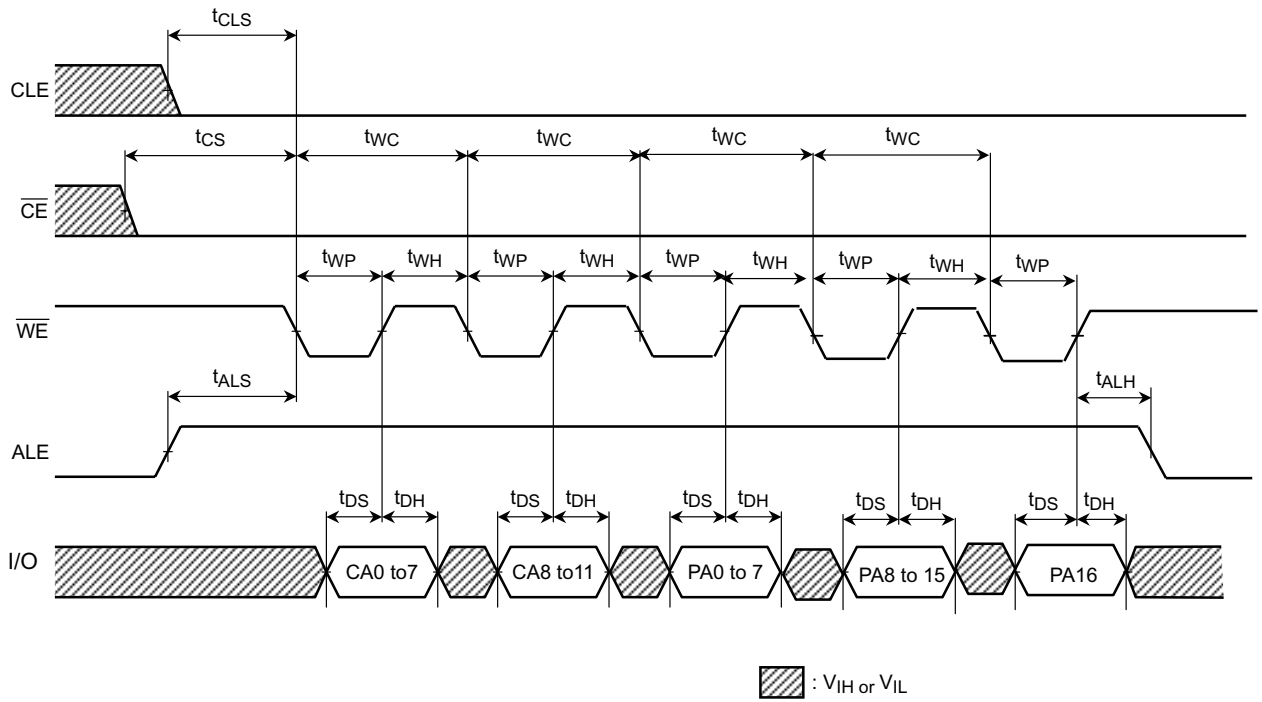 tCLS
CLE
tCS tWC tWC tWC tWC
CE
tWP tWH tWP tWH tWP tWH tWP tWH tWP
WE
tALS tALH
ALE
tDS tDH tDS tDH tDS tDH tDS tDH tDS tDH
I/O CA0 to7 CA8 to11 PA0 to 7 PA8 to 15 PA16
: VIH or VIL